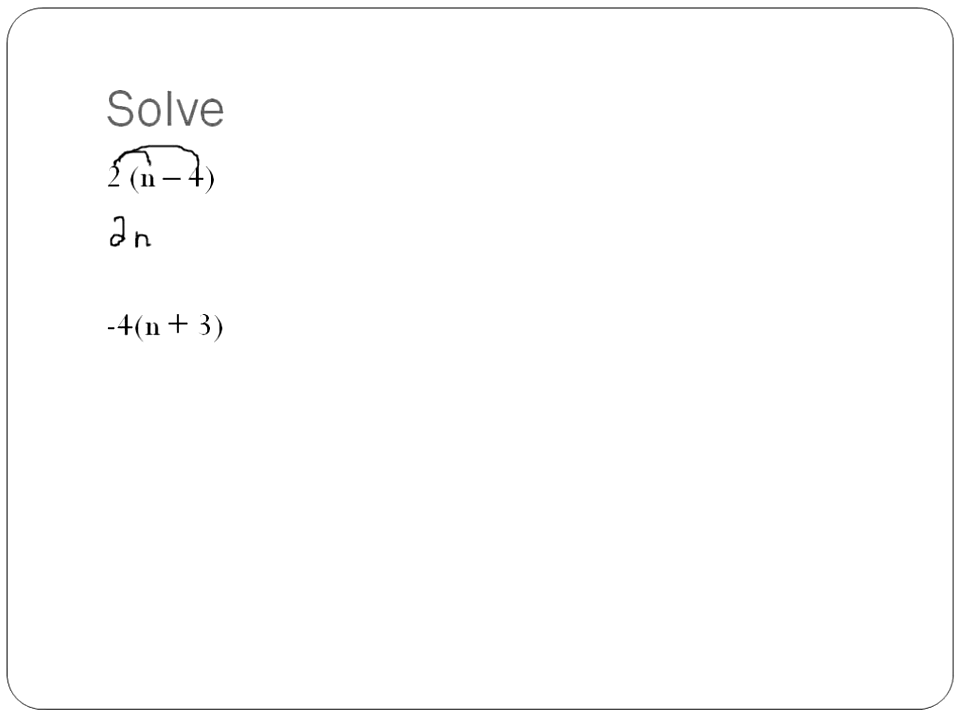 Solve
2 (n – 4)
2n
-4(n + 3)